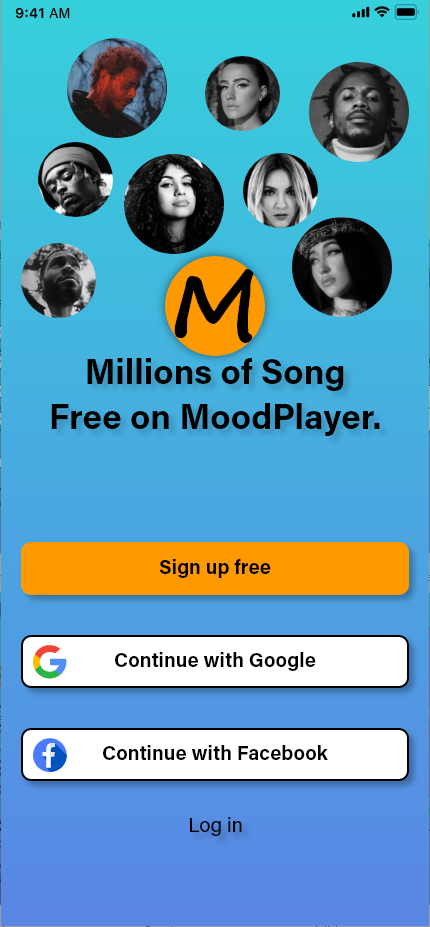 9:41 AM
M
Millions of Song
Free on MoodPlayer.
Sign up free
Continue with Google
Continue with Facebook
Log in